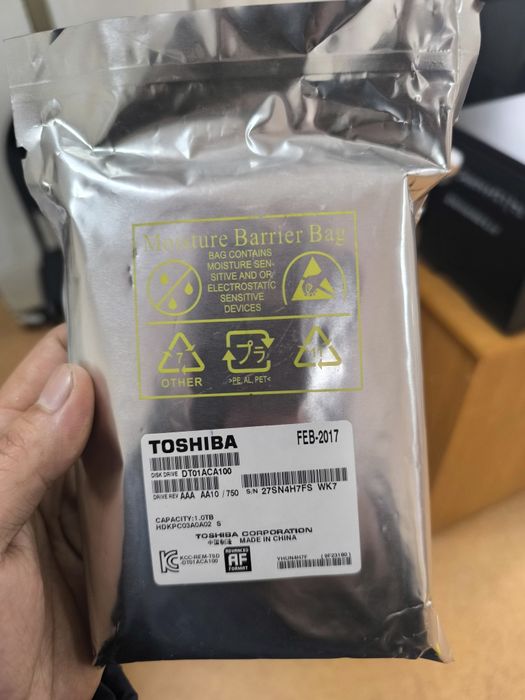 Moisture Barrier Bag
BAG CONTAINS
MOISTURE SEN-
SITIVE AND OR
ELECTROSTATIC
SENSITIVE
DEVICES
7
OTHER
プラ
>PE, AL, PET<
TOSHIBA
FEB-2017
DISK DRIVE DT01ACA100
DRIVE REV AAA AA10 / 750
S/N 27SN4H7FS WK7
CAPACITY:1.0TB
HDKPC03A0A02 S
TOSHIBA CORPORATION
中国制造 MADE IN CHINA
KCC-REM-TSD
-DT01ACA100
ADVANCED
AF
FORMAT
YHUN4H7F